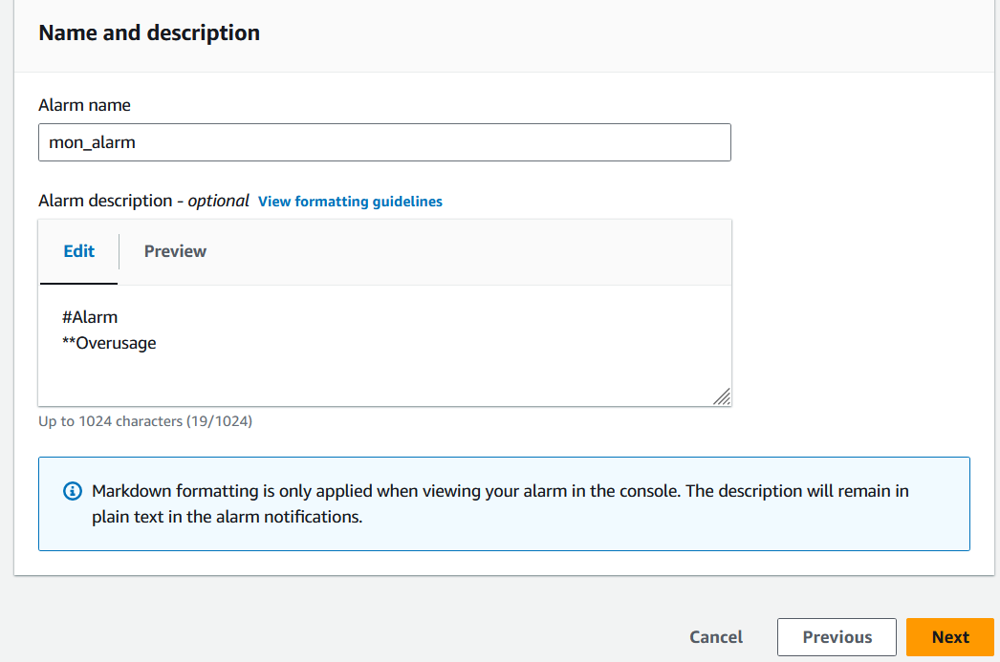 Name and description
Alarm name
mon_alarm
Alarm description - optional View formatting guidelines
Edit Preview
#Alarm
**Overusage
Up to 1024 characters (19/1024)
Markdown formatting is only applied when viewing your alarm in the console. The description will remain in
plain text in the alarm notifications.
Cancel Previous Next